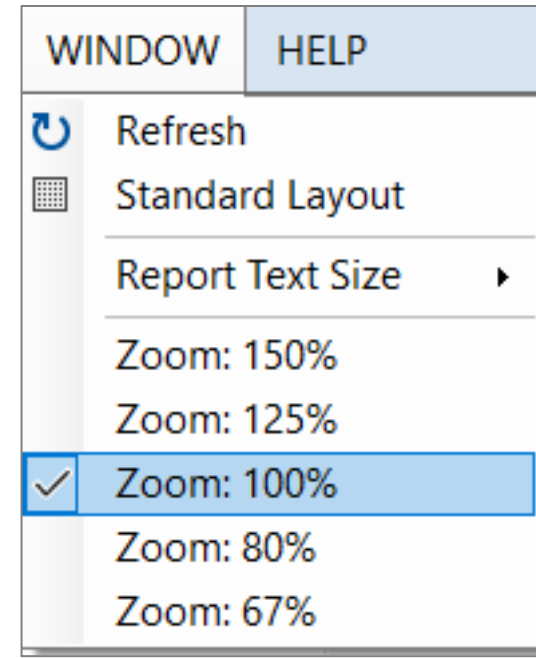 WINDOW HELP
Refresh
Standard Layout
Report Text Size
Zoom: 150%
Zoom: 125%
Zoom: 100%
Zoom: 80%
Zoom: 67%